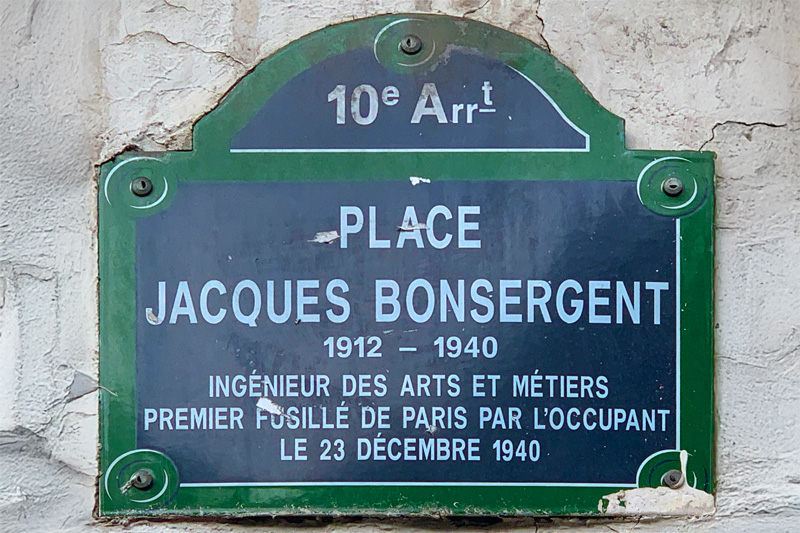 10e Arrt
PLACE
JACQUES BONSERGENT
1912 – 1940
INGÉNIEUR DES ARTS ET MÉTIERS
PREMIER FUSILLÉ DE PARIS PAR L'OCCUPANT
LE 23 DÉCEMBRE 1940